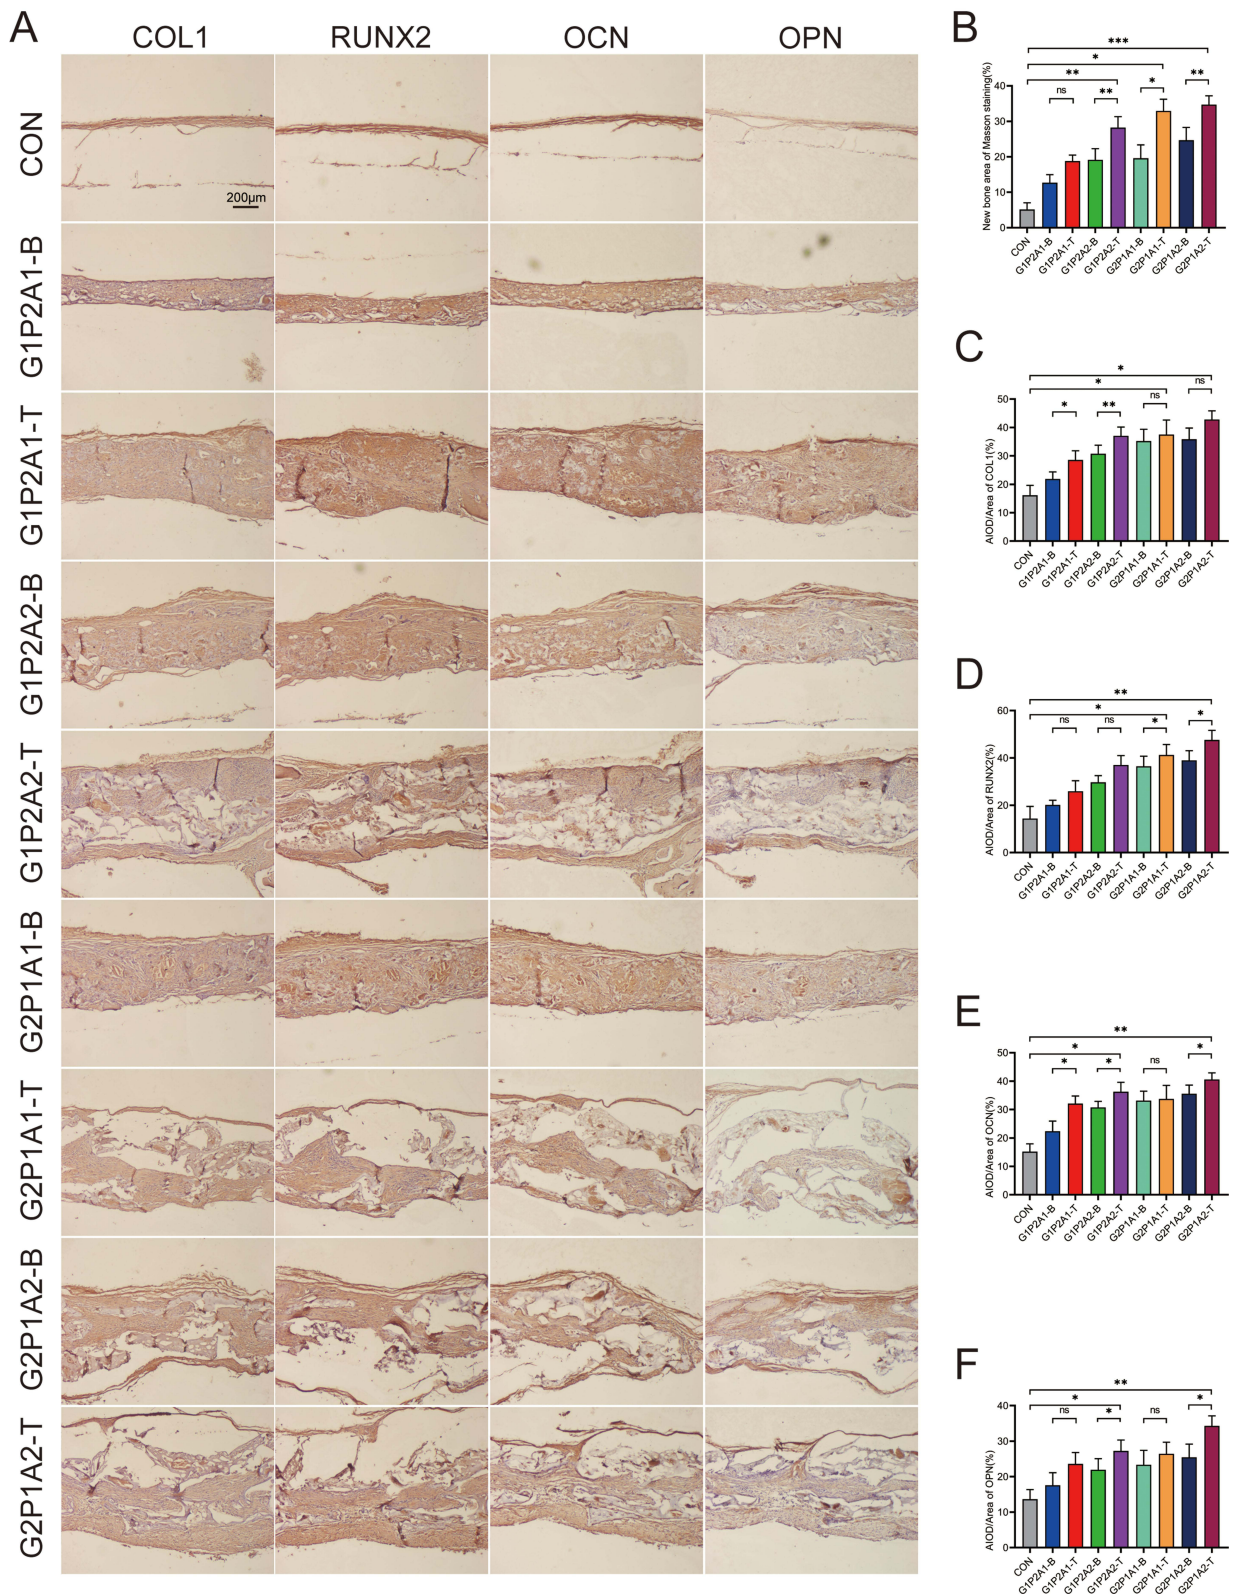 A
COL1 RUNX2 OCN OPN
CON
200μm
G1P2A1-B
G1P2A1-T
G1P2A2-B
G1P2A2-T
G2P1A1-B
G2P1A1-T
G2P1A2-B
G2P1A2-T
B
***
*
**
ns ** * **
New bone area of Masson staining(%)
40
30
20
10
0
CON G1P2A1-B G1P2A1-T G1P2A2-B G1P2A2-T G2P1A1-B G2P1A1-T G2P1A2-B G2P1A2-T
C
*
*
* ** ns ns
AIOD/Area of COL1(%)
50
40
30
20
10
0
CON G1P2A1-B G1P2A1-T G1P2A2-B G1P2A2-T G2P1A1-B G2P1A1-T G2P1A2-B G2P1A2-T
D
**
*
ns ns * *
AIOD/Area of RUNX2(%)
60
40
20
0
CON G1P2A1-B G1P2A1-T G1P2A2-B G1P2A2-T G2P1A1-B G2P1A1-T G2P1A2-B G2P1A2-T
E
**
*
* * ns *
AIOD/Area of OCN(%)
50
40
30
20
10
0
CON G1P2A1-B G1P2A1-T G1P2A2-B G1P2A2-T G2P1A1-B G2P1A1-T G2P1A2-B G2P1A2-T
F
**
*
ns * ns *
AIOD/Area of OPN(%)
40
30
20
10
0
CON G1P2A1-B G1P2A1-T G1P2A2-B G1P2A2-T G2P1A1-B G2P1A1-T G2P1A2-B G2P1A2-T